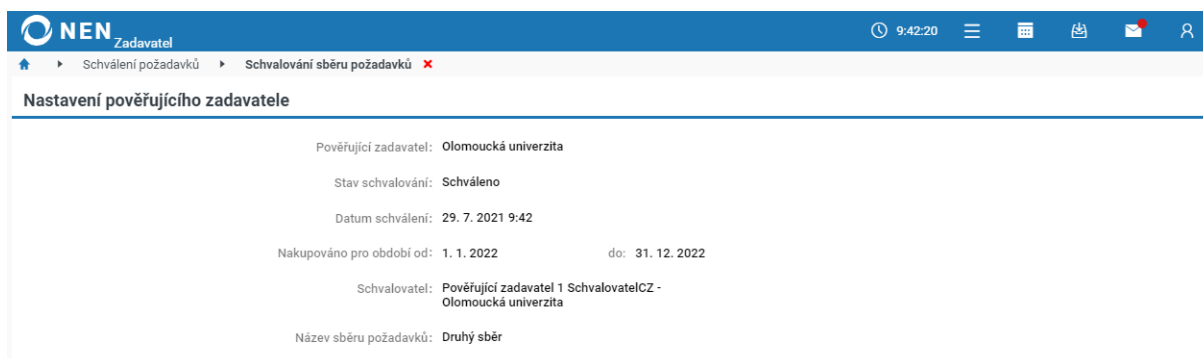 NEN Zadavatel 9:42:20
Schválení požadavků Schvalování sběru požadavků
Nastavení pověřujícího zadavatele
Pověřující zadavatel: Olomoucká univerzita
Stav schvalování: Schváleno
Datum schválení: 29. 7. 2021 9:42
Nakupováno pro období od: 1. 1. 2022 do: 31. 12. 2022
Schvalovatel: Pověřující zadavatel 1 SchvalovatelCZ -
Olomoucká univerzita
Název sběru požadavků: Druhý sběr